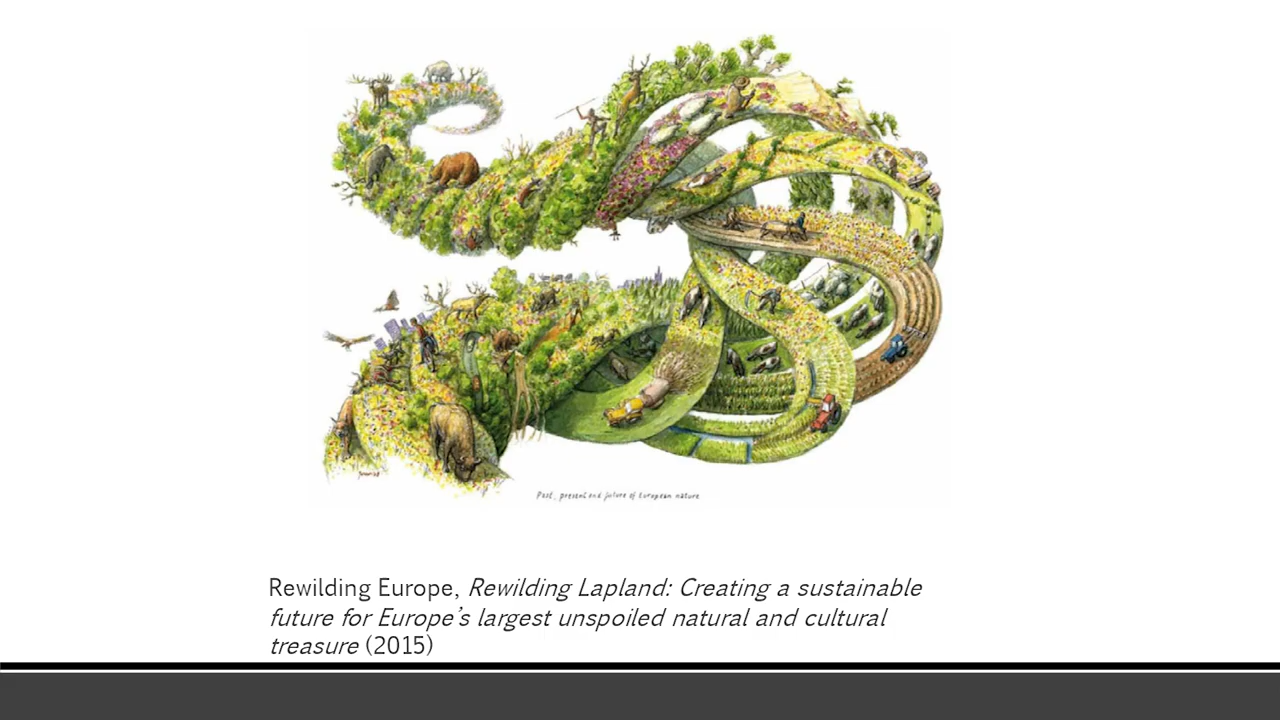 Past, present and future of European nature
Rewilding Europe, Rewilding Lapland: Creating a sustainable
future for Europe’s largest unspoiled natural and cultural
treasure (2015)